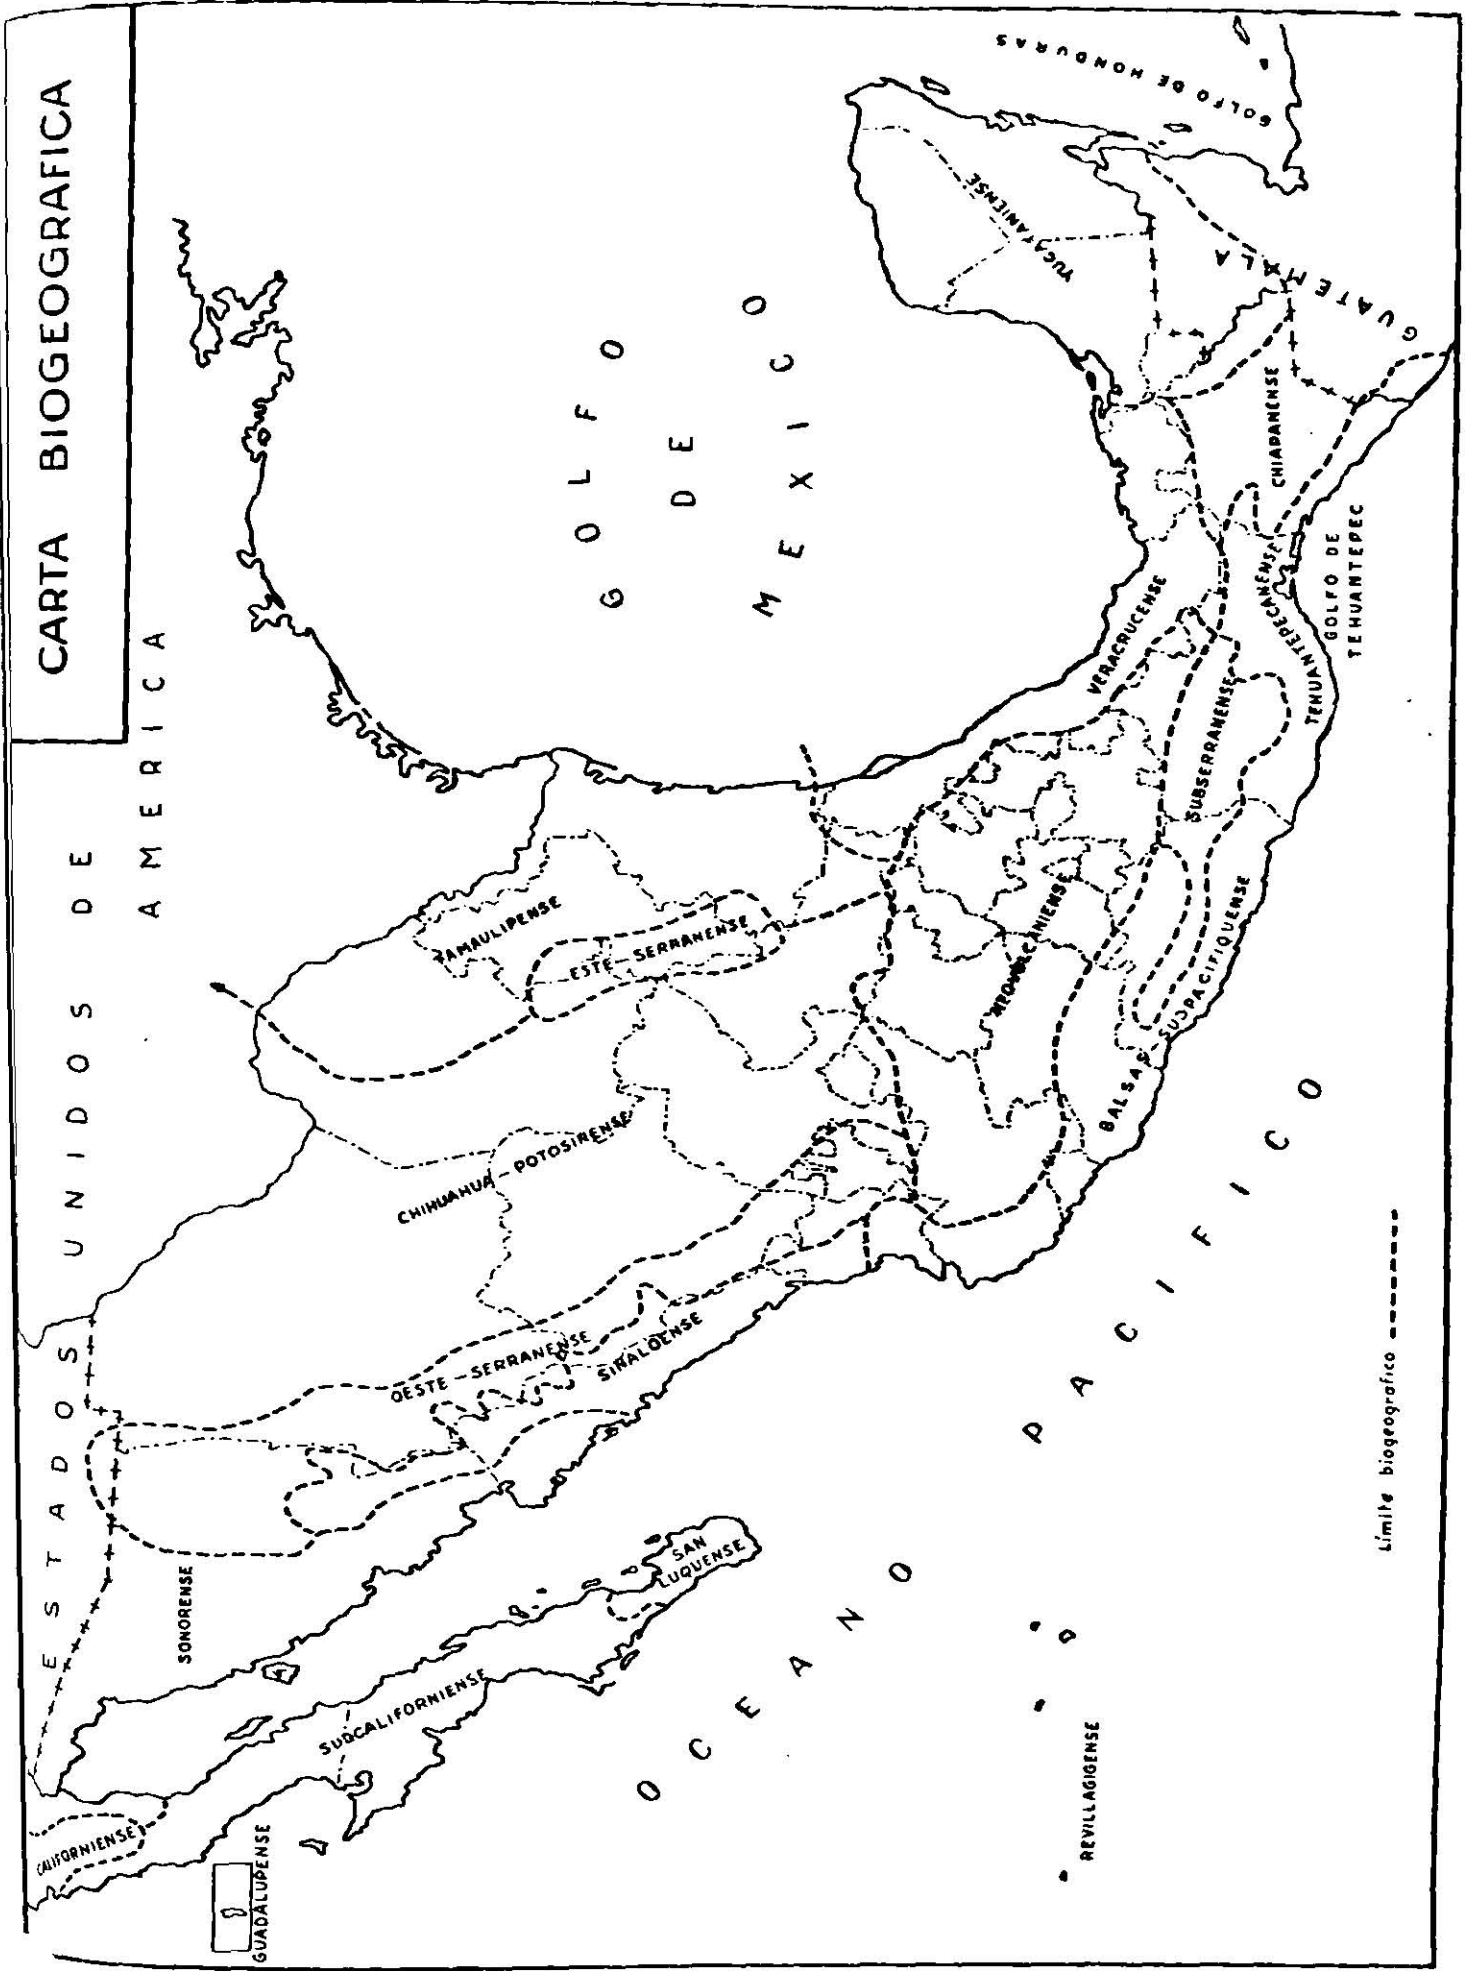 CARTA BIOGEOGRAFICA
ESTADOS UNIDOS DE
AMERICA
CALIFORNIENSE
SONORENSE
GUADALUPENSE
SUDCALIFORNIENSE
SAN
LUQUENSE
OESTE-SERRANENSE
SINALOENSE
CHIHUAHUA-POTOSIRENSE
TAMAULIPENSE
ESTE-SERRANENSE
GOLFO
DE
MEXICO
NEOVOLCANIENSE
VERACRUCENSE
BALSAS
SUBSERRANENSE
SUDPACIFIQUENSE
TEHUANTEPECANENSE
CHIAPANENSE
YUCATANIENSE
GUATEMALA
GOLFO DE HONDURAS
GOLFO DE
TEHUANTEPEC
OCEANO PACIFICO
REVILLAGIGENSE
Límite biogeografico